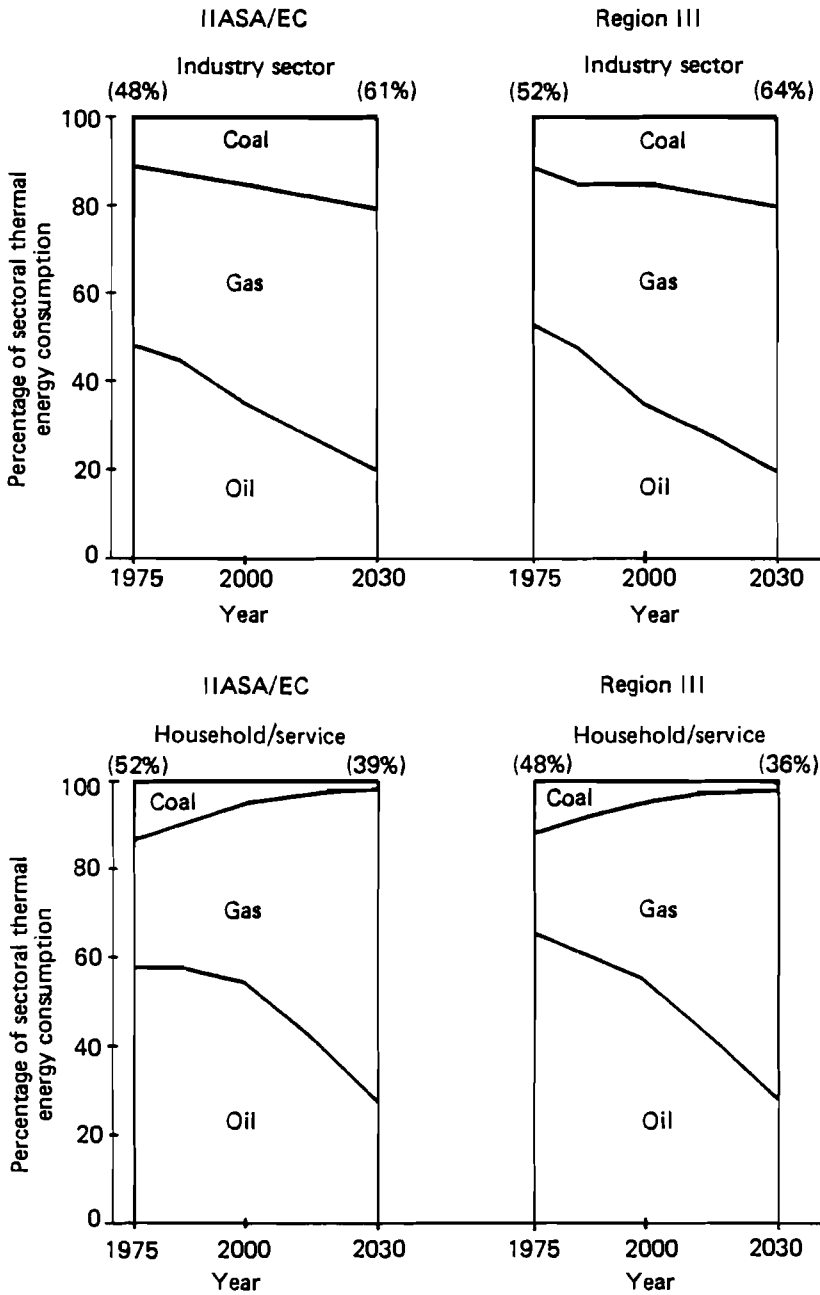 IIASA/EC
Industry sector
(48%) (61%)
Region III
Industry sector
(52%) (64%)
Percentage of sectoral thermal
energy consumption
100
80
60
40
20
0
Coal
Gas
Oil
1975 2000 2030
Year
Coal
Gas
Oil
1975 2000 2030
Year
IIASA/EC
Household/service
(52%) (39%)
Region III
Household/service
(48%) (36%)
Percentage of sectoral thermal
energy consumption
100
80
60
40
20
0
Coal
Gas
Oil
1975 2000 2030
Year
Coal
Gas
Oil
1975 2000 2030
Year